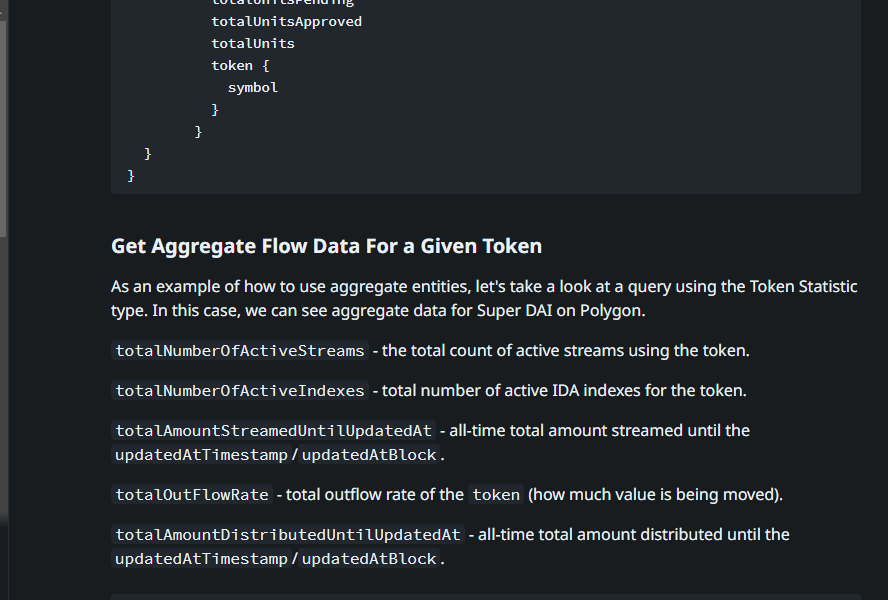 totalUnitsPending
totalUnitsApproved
totalUnits
token {
symbol
}
}
}
}
Get Aggregate Flow Data For a Given Token
As an example of how to use aggregate entities, let's take a look at a query using the Token Statistic
type. In this case, we can see aggregate data for Super DAI on Polygon.
totalNumberOfActiveStreams - the total count of active streams using the token.
totalNumberOfActiveIndexes - total number of active IDA indexes for the token.
totalAmountStreamedUntilUpdatedAt - all-time total amount streamed until the
updatedAtTimestamp/updatedAtBlock.
totalOutFlowRate - total outflow rate of the token (how much value is being moved).
totalAmountDistributedUntilUpdatedAt - all-time total amount distributed until the
updatedAtTimestamp/updatedAtBlock.